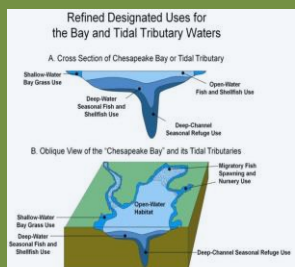 Refined Designated Uses for
the Bay and Tidal Tributary Waters
A. Cross Section of Chesapeake Bay or Tidal Tributary
Shallow-Water
Bay Grass Use
Open-Water
Fish and Shellfish Use
Deep-Water
Seasonal Fish and
Shellfish Use
Deep-Channel
Seasonal Refuge Use
B. Oblique View of the "Chesapeake Bay" and its Tidal Tributaries
Migratory Fish
Spawning and
Nursery Use
Open-Water
Habitat
Shallow-Water
Bay Grass Use
Deep-Water
Seasonal Fish and
Shellfish Use
Deep-Channel Seasonal Refuge Use